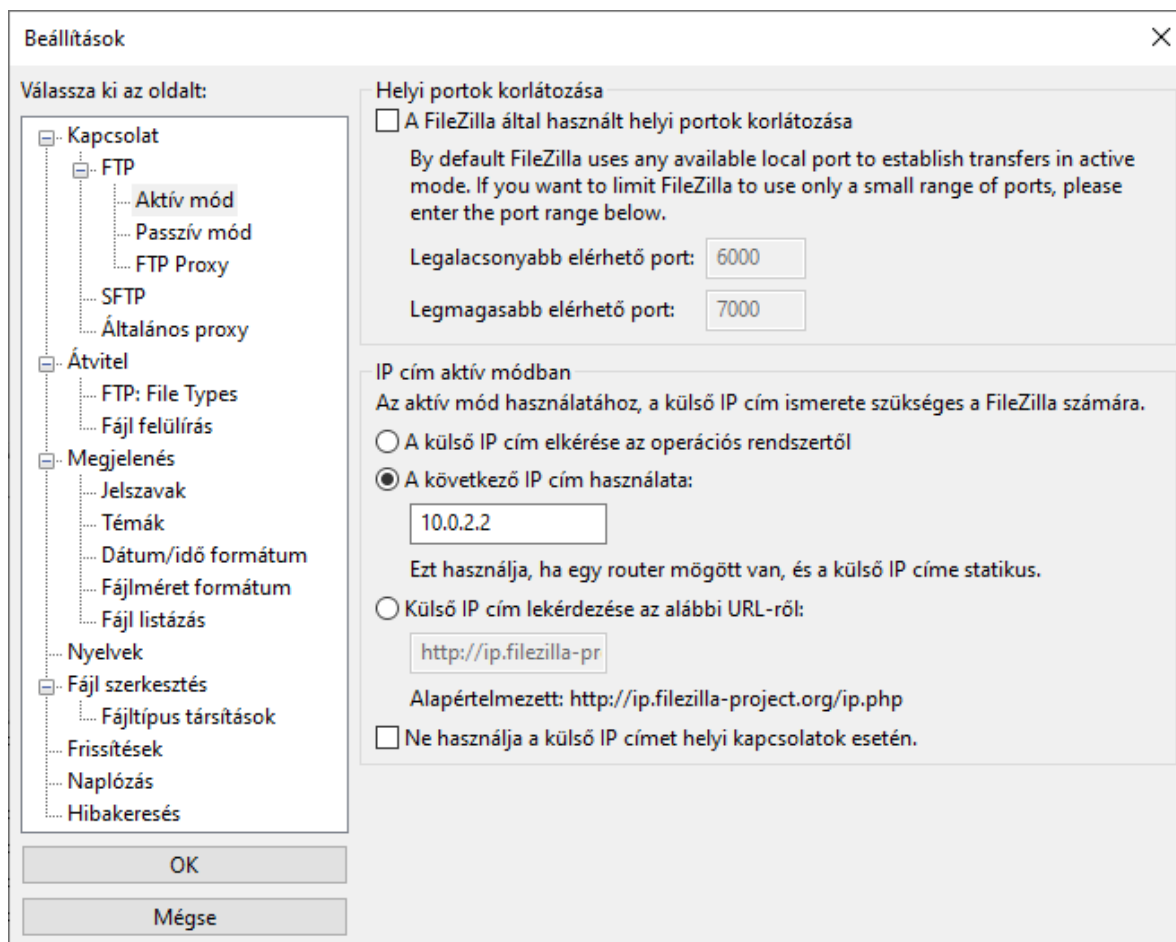 Beállítások
Válassza ki az oldalt:
Kapcsolat
FTP
Aktív mód
Passzív mód
FTP Proxy
SFTP
Általános proxy
Átvitel
FTP: File Types
Fájl felülírás
Megjelenés
Jelszavak
Témák
Dátum/idő formátum
Fájlméret formátum
Fájl listázás
Nyelvek
Fájl szerkesztés
Fájltípus társítások
Frissítések
Naplózás
Hibakeresés
OK
Mégse
Helyi portok korlátozása
A FileZilla által használt helyi portok korlátozása
By default FileZilla uses any available local port to establish transfers in active
mode. If you want to limit FileZilla to use only a small range of ports, please
enter the port range below.
Legalacsonyabb elérhető port: 6000
Legmagasabb elérhető port: 7000
IP cím aktív módban
Az aktív mód használatához, a külső IP cím ismerete szükséges a FileZilla számára.
A külső IP cím elkérése az operációs rendszertől
A következő IP cím használata:
10.0.2.2
Ezt használja, ha egy router mögött van, és a külső IP címe statikus.
Külső IP cím lekérdezése az alábbi URL-ről:
http://ip.filezilla-pr
Alapértelmezett: http://ip.filezilla-project.org/ip.php
Ne használja a külső IP címet helyi kapcsolatok esetén.